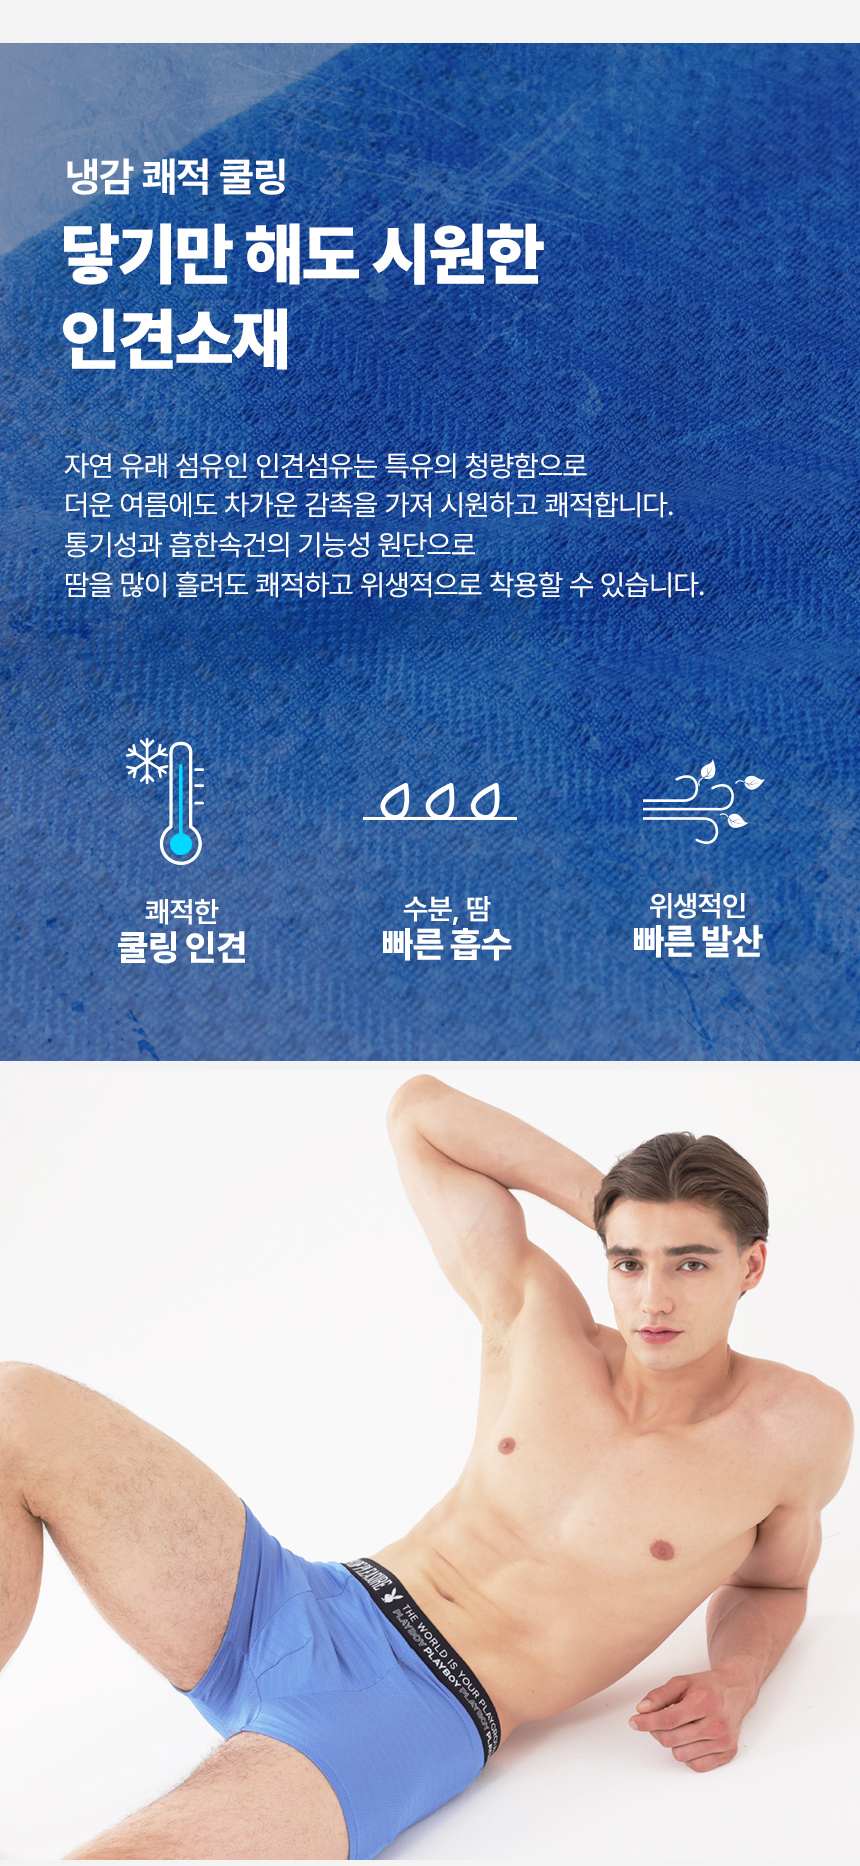 냉감 쾌적 쿨링
닿기만 해도 시원한
인견소재
자연 유래 섬유인 인견섬유는 특유의 청량함으로
더운 여름에도 차가운 감촉을 가져 시원하고 쾌적합니다.
통기성과 흡한속건의 기능성 원단으로
땀을 많이 흘려도 쾌적하고 위생적으로 착용할 수 있습니다.
쾌적한
쿨링 인견
수분, 땀
빠른 흡수
위생적인
빠른 발산
PLEASURE
THE WORLD IS YOUR PLAYGRO
PLAYBOY PLAYBOY PLAYBOY